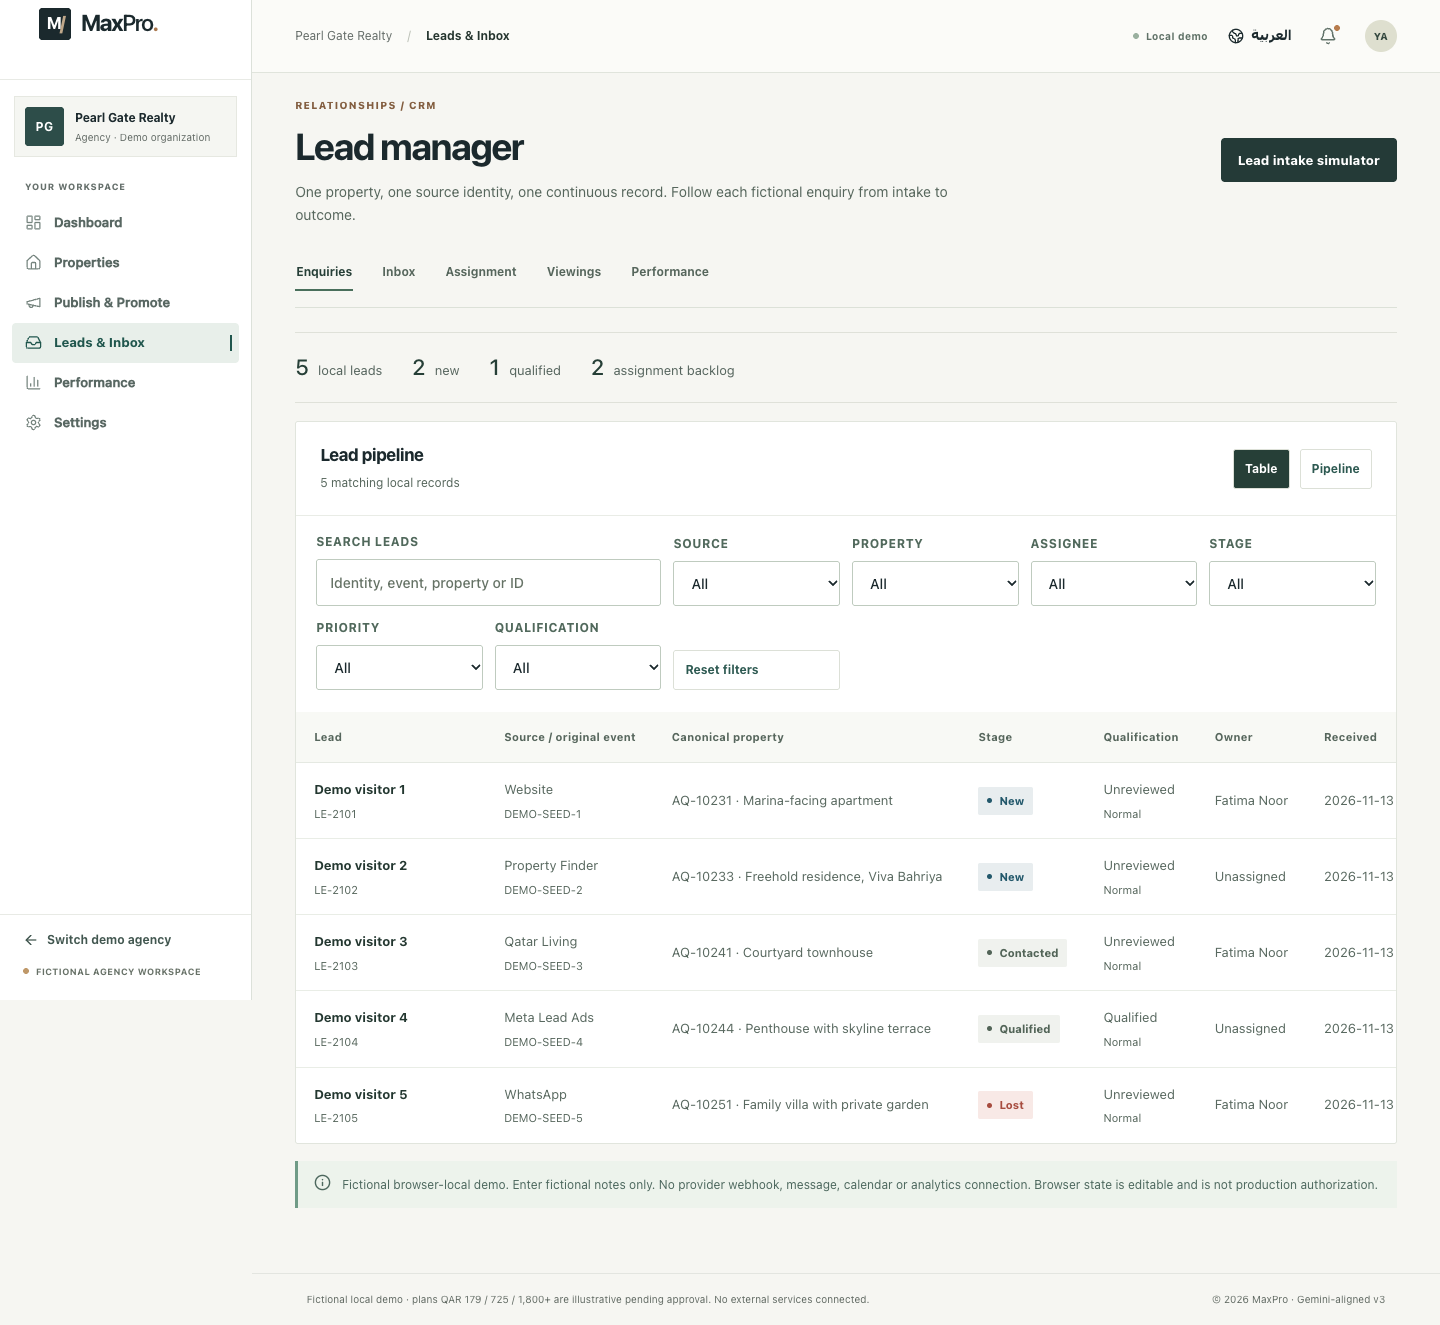 M/ MaxPro.
Pearl Gate Realty / Leads & Inbox
Local demo
العربية
YA
PG
Pearl Gate Realty
Agency · Demo organization
YOUR WORKSPACE
Dashboard
Properties
Publish & Promote
Leads & Inbox
Performance
Settings
Switch demo agency
FICTIONAL AGENCY WORKSPACE
RELATIONSHIPS / CRM
Lead manager
One property, one source identity, one continuous record. Follow each fictional enquiry from intake to
outcome.
Lead intake simulator
Enquiries Inbox Assignment Viewings Performance
5 local leads 2 new 1 qualified 2 assignment backlog
Lead pipeline
5 matching local records
Table Pipeline
SEARCH LEADS SOURCE PROPERTY ASSIGNEE STAGE
Identity, event, property or ID All All All All
PRIORITY QUALIFICATION
All All Reset filters
Lead Source / original event Canonical property Stage Qualification Owner Received
Demo visitor 1 Website AQ-10231 · Marina-facing apartment New Unreviewed Fatima Noor 2026-11-13
LE-2101 DEMO-SEED-1 Normal
Demo visitor 2 Property Finder AQ-10233 · Freehold residence, Viva Bahriya New Unreviewed Unassigned 2026-11-13
LE-2102 DEMO-SEED-2 Normal
Demo visitor 3 Qatar Living AQ-10241 · Courtyard townhouse Contacted Unreviewed Fatima Noor 2026-11-13
LE-2103 DEMO-SEED-3 Normal
Demo visitor 4 Meta Lead Ads AQ-10244 · Penthouse with skyline terrace Qualified Qualified Unassigned 2026-11-13
LE-2104 DEMO-SEED-4 Normal
Demo visitor 5 WhatsApp AQ-10251 · Family villa with private garden Lost Unreviewed Fatima Noor 2026-11-13
LE-2105 DEMO-SEED-5 Normal
Fictional browser-local demo. Enter fictional notes only. No provider webhook, message, calendar or analytics connection. Browser state is editable and is not production authorization.
Fictional local demo · plans QAR 179 / 725 / 1,800+ are illustrative pending approval. No external services connected.
© 2026 MaxPro · Gemini-aligned v3